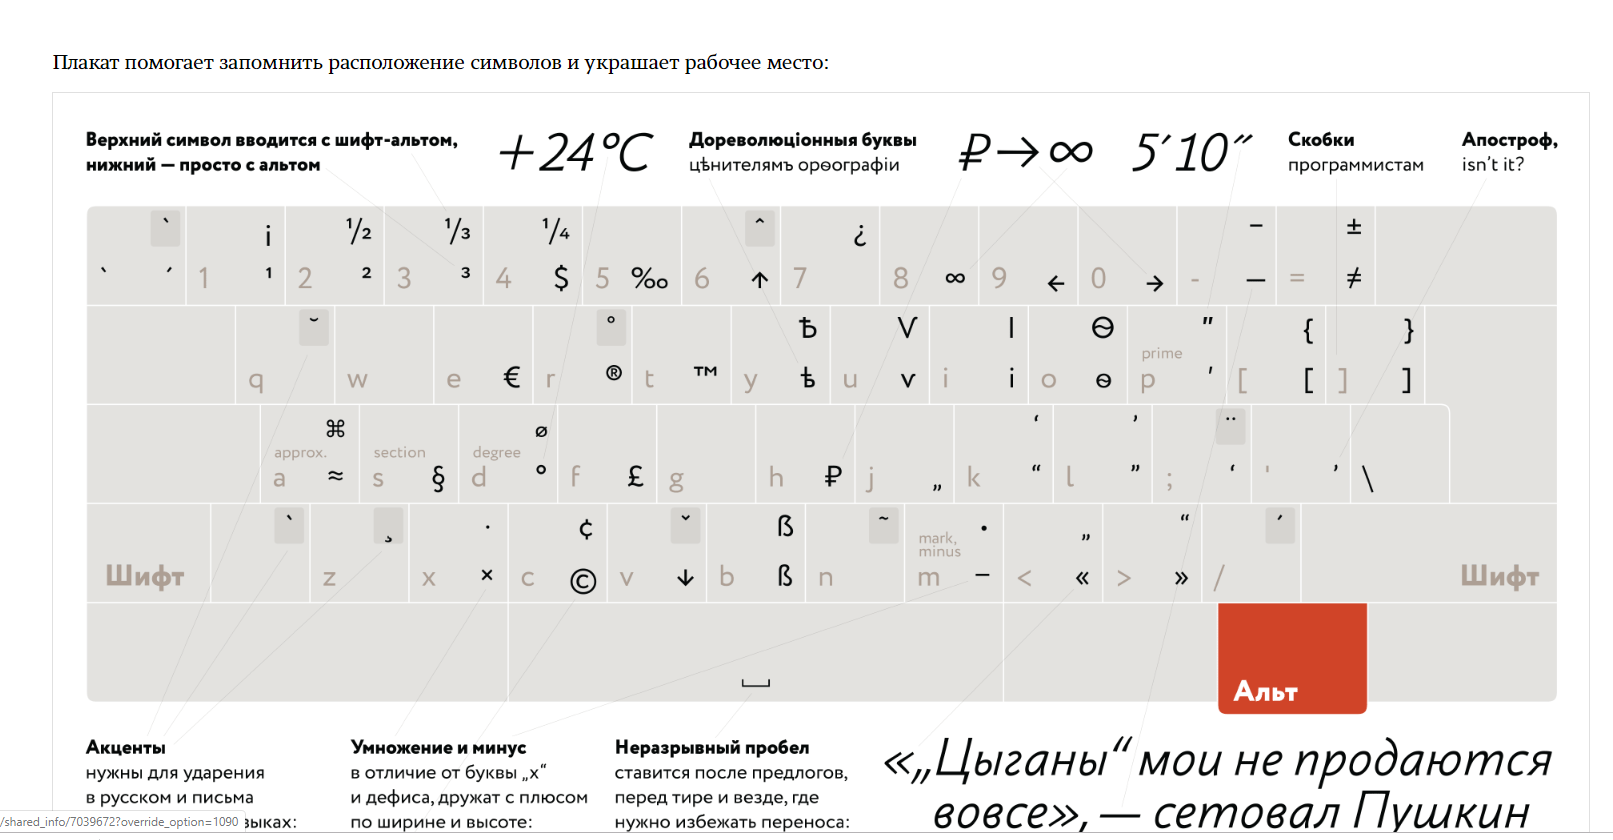 Плакат помогает запомнить расположение символов и украшает рабочее место:
Верхний символ вводится с шифт-альтом,
нижний — просто с альтом
+24°C
Дореволюціонныя буквы
цѣнителямъ орѳографіи
₽→∞
5′10″
Скобки
программистам
Апостроф,
isn’t it?
` ¡ ½ ⅓ ¼ ˆ ¿ – ±
` ´ 1 ¹ 2 ² 3 ³ 4 $ 5 ‰ 6 ↑ 7 8 ∞ 9 ← 0 → - — = ≠
˘ ° Ѣ Ѵ І Ѳ ″ { }
prime
q w e € r ® t ™ y ѣ u ѵ i і o ѳ p ′ [ [ ] ]
⌘ ⌀ ‘ ’ ¨
approx. section degree
a ≈ s § d ° f £ g h ₽ j „ k “ l ” ; ‘ ' ’ \
` ¸ · ¢ ˇ ẞ ˜ • „ “ ´
mark,
minus
Шифт z x × c © v ↓ b ß n m − < « > » / Шифт
Альт
Акценты
нужны для ударения
в русском и письма
зыках:
Умножение и минус
в отличие от буквы „х“
и дефиса, дружат с плюсом
по ширине и высоте:
Неразрывный пробел
ставится после предлогов,
перед тире и везде, где
нужно избежать переноса:
«„Цыганы“ мои не продаются
вовсе», — сетовал Пушкин
/shared_info/7039672?override_option=1090